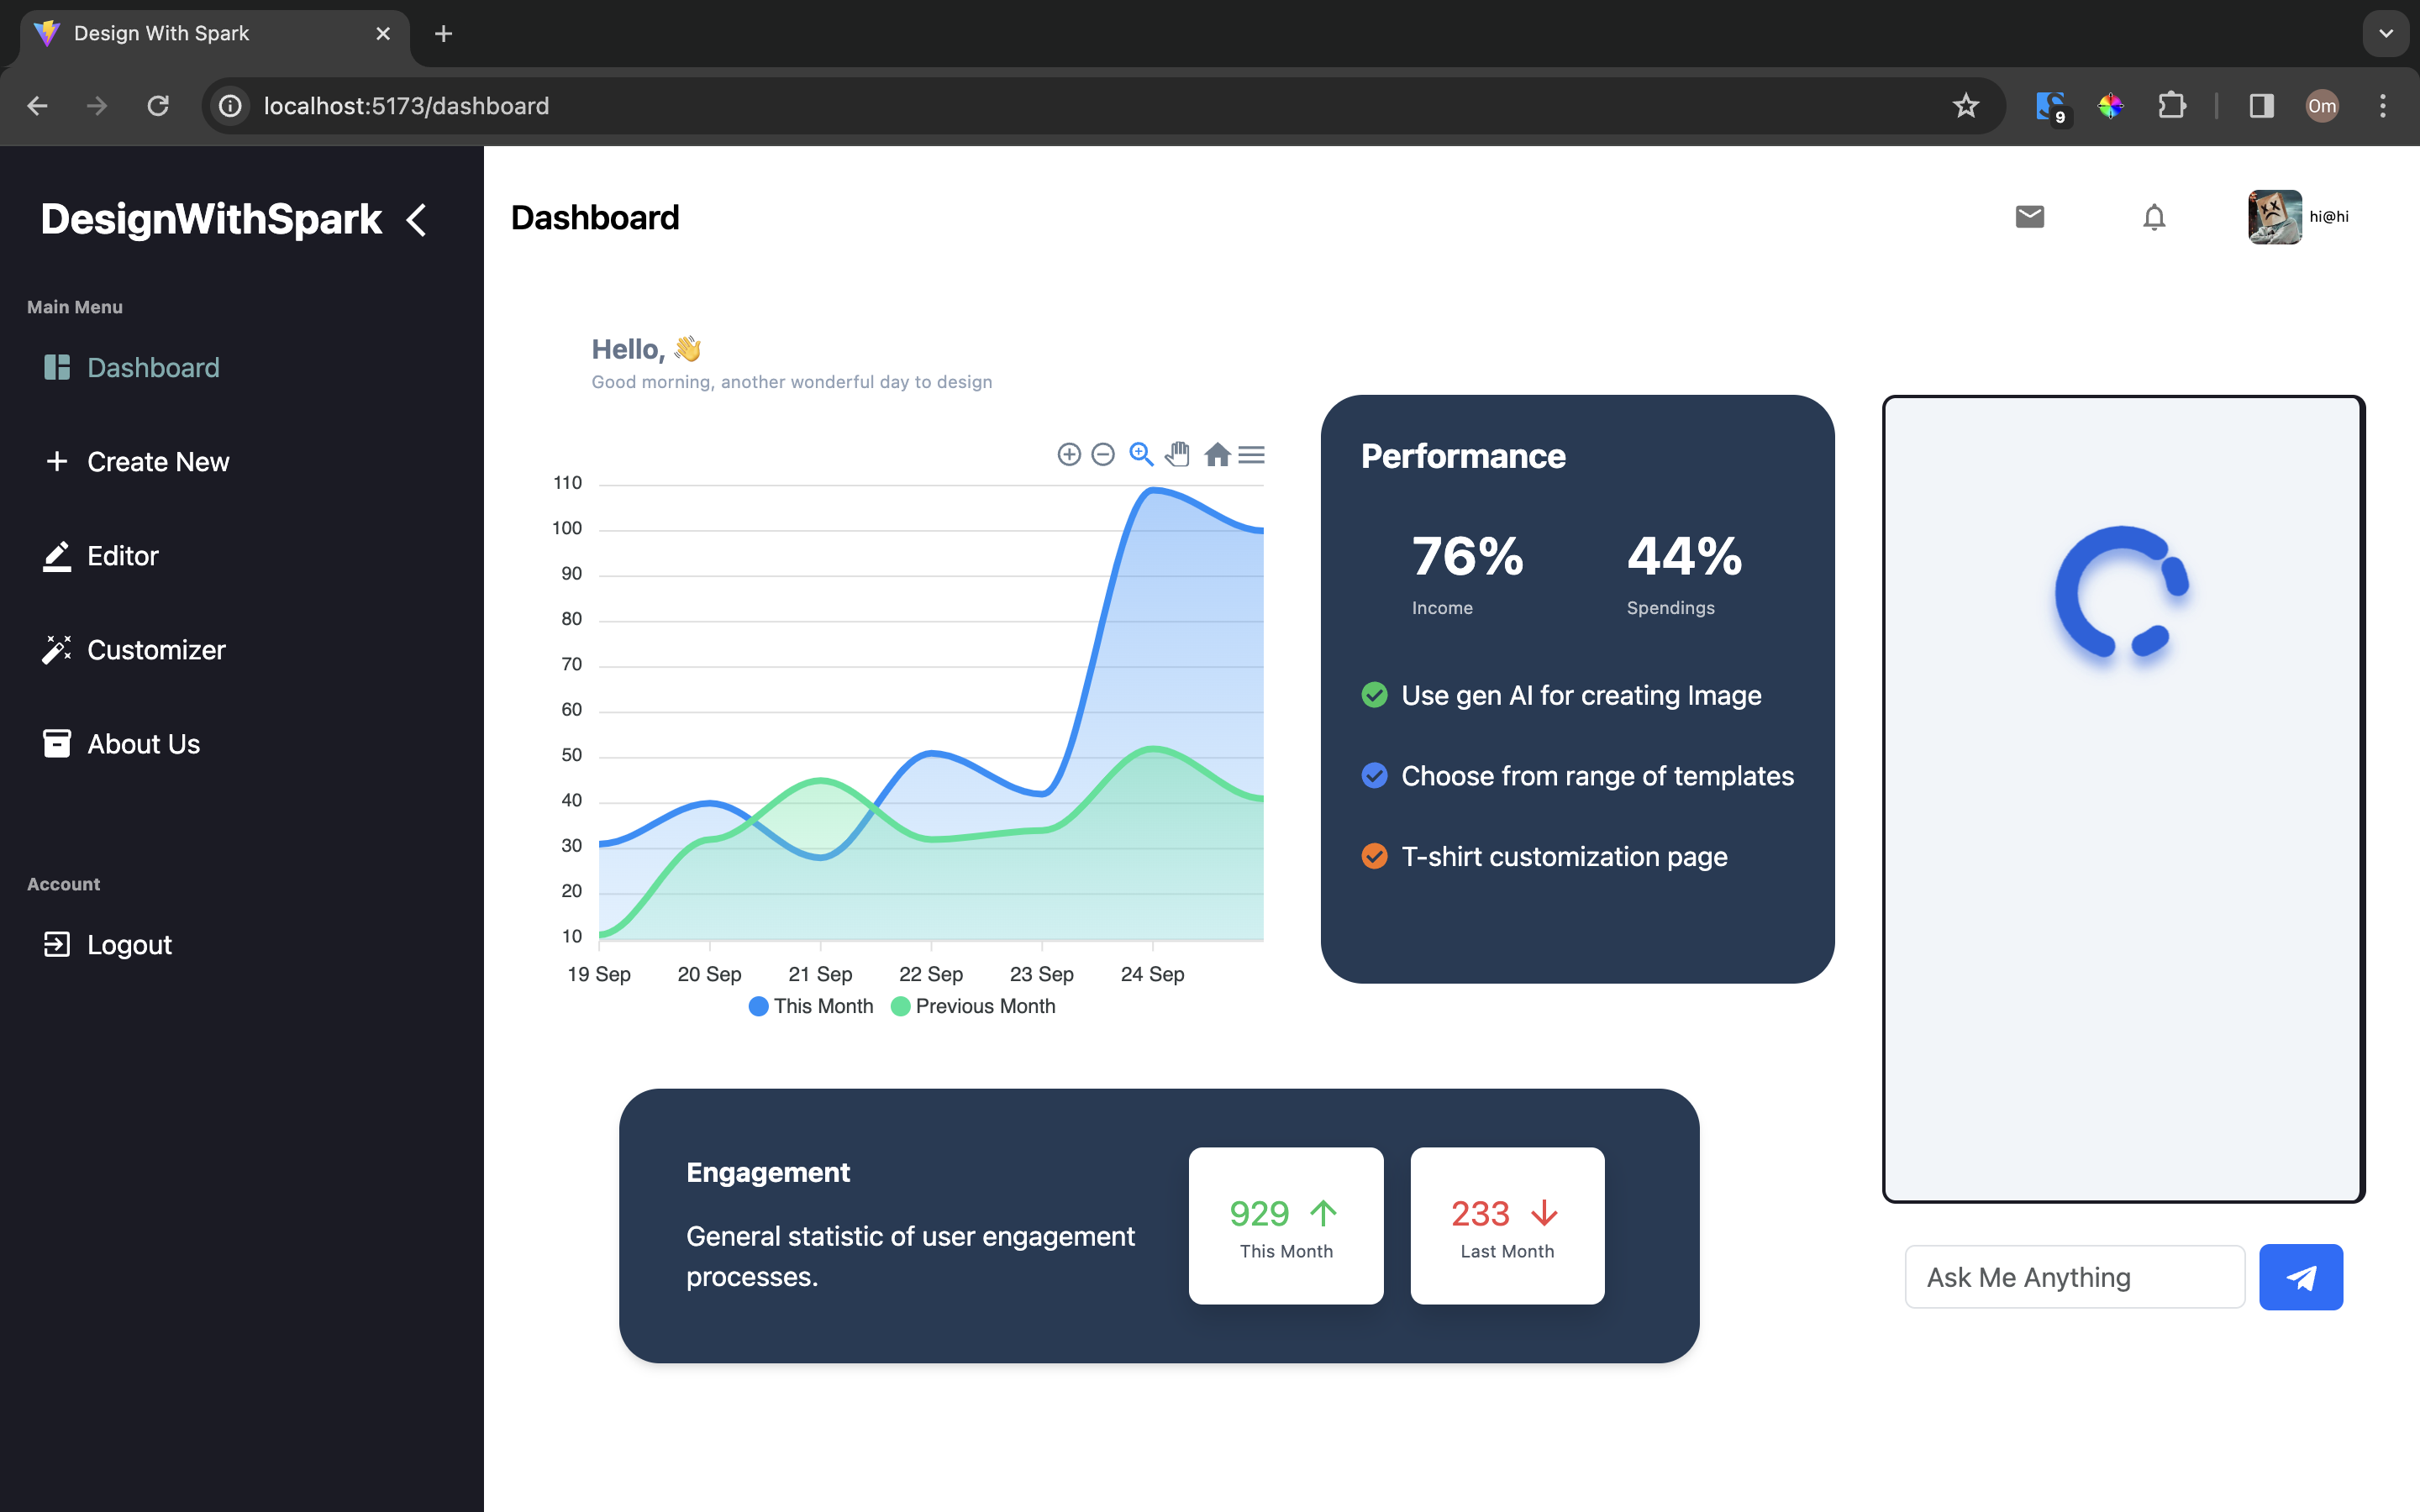 Design With Spark
localhost:5173/dashboard
9
Om
DesignWithSpark
Main Menu
Dashboard
Create New
Editor
Customizer
About Us
Account
Logout
Dashboard
hi@hi
Hello, 👋
Good morning, another wonderful day to design
110
100
90
80
70
60
50
40
30
20
10
19 Sep 20 Sep 21 Sep 22 Sep 23 Sep 24 Sep
This Month Previous Month
Performance
76% 44%
Income Spendings
Use gen AI for creating Image
Choose from range of templates
T-shirt customization page
Engagement
General statistic of user engagement
processes.
929
This Month
233
Last Month
Ask Me Anything